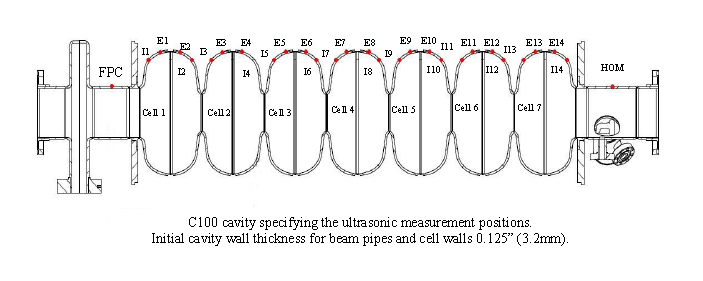 E1 E2 E3 E4 E5 E6 E7 E8 E9 E10 E11 E12 E13 E14
I1 I3 I5 I7 I9 I11 I13
FPC I2 I4 I6 I8 I10 I12 I14 HOM
Cell 1 Cell 2 Cell 3 Cell 4 Cell 5 Cell 6 Cell 7
C100 cavity specifying the ultrasonic measurement positions.
Initial cavity wall thickness for beam pipes and cell walls 0.125” (3.2mm).